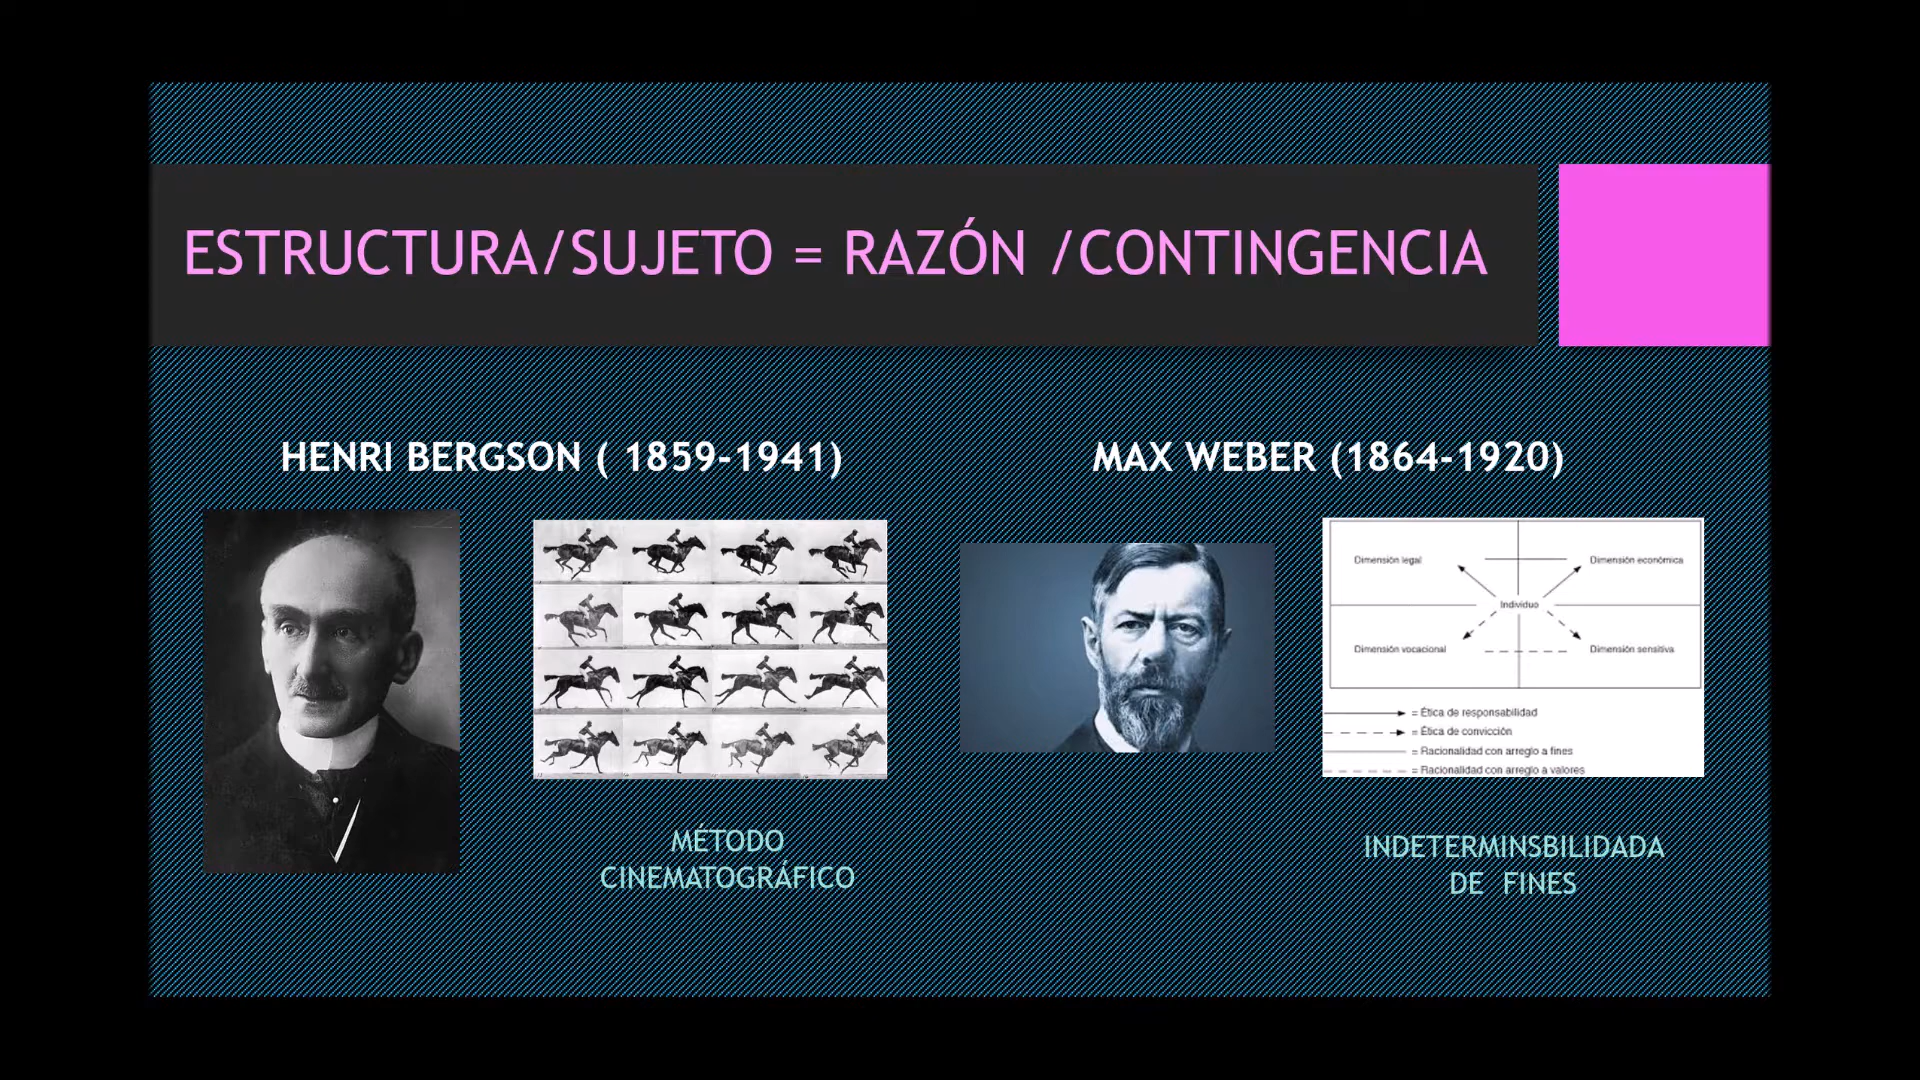 ESTRUCTURA/SUJETO = RAZÓN /CONTINGENCIA
HENRI BERGSON ( 1859-1941)
MAX WEBER (1864-1920)
Dimensión legal
Dimensión económica
Individuo
Dimensión vocacional
Dimensión sensitiva
= Ética de responsabilidad
= Ética de convicción
= Racionalidad con arreglo a fines
= Racionalidad con arreglo a valores
MÉTODO
CINEMATOGRÁFICO
INDETERMINSBILIDADA
DE FINES